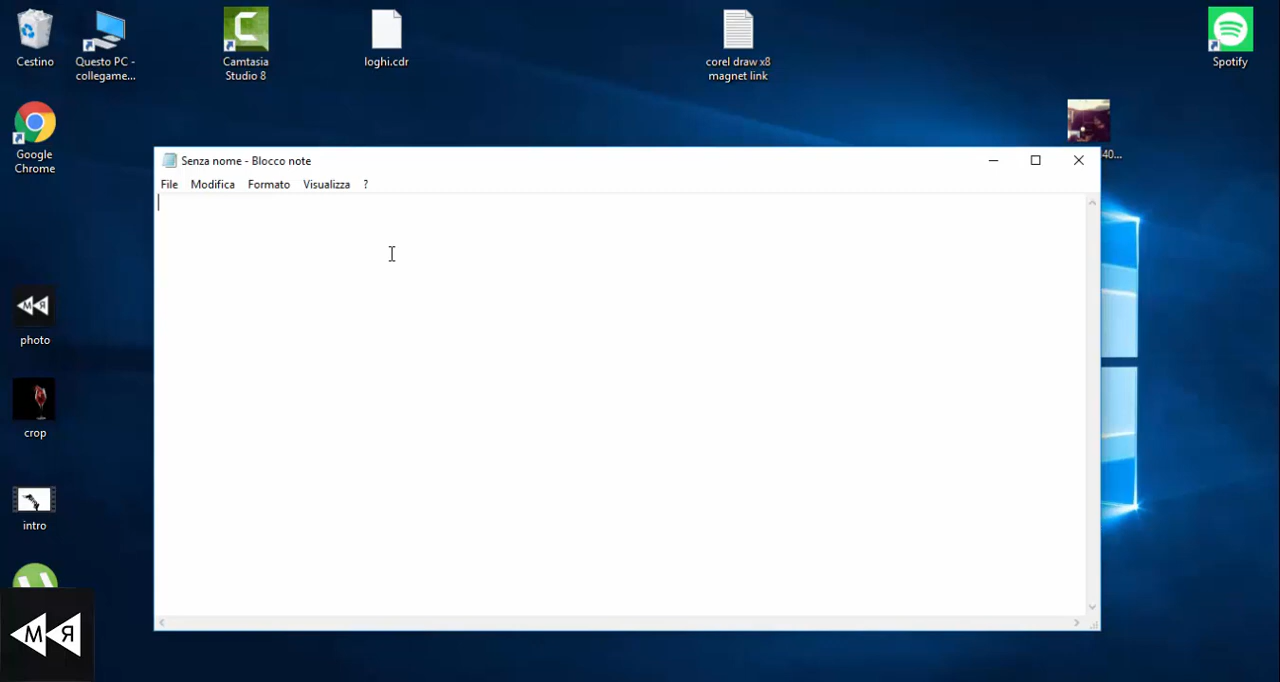 Cestino
Questo PC -
collegame...
Camtasia
Studio 8
loghi.cdr
corel draw x8
magnet link
Spotify
Google
Chrome
40...
Senza nome - Blocco note
File Modifica Formato Visualizza ?
photo
crop
intro
M R